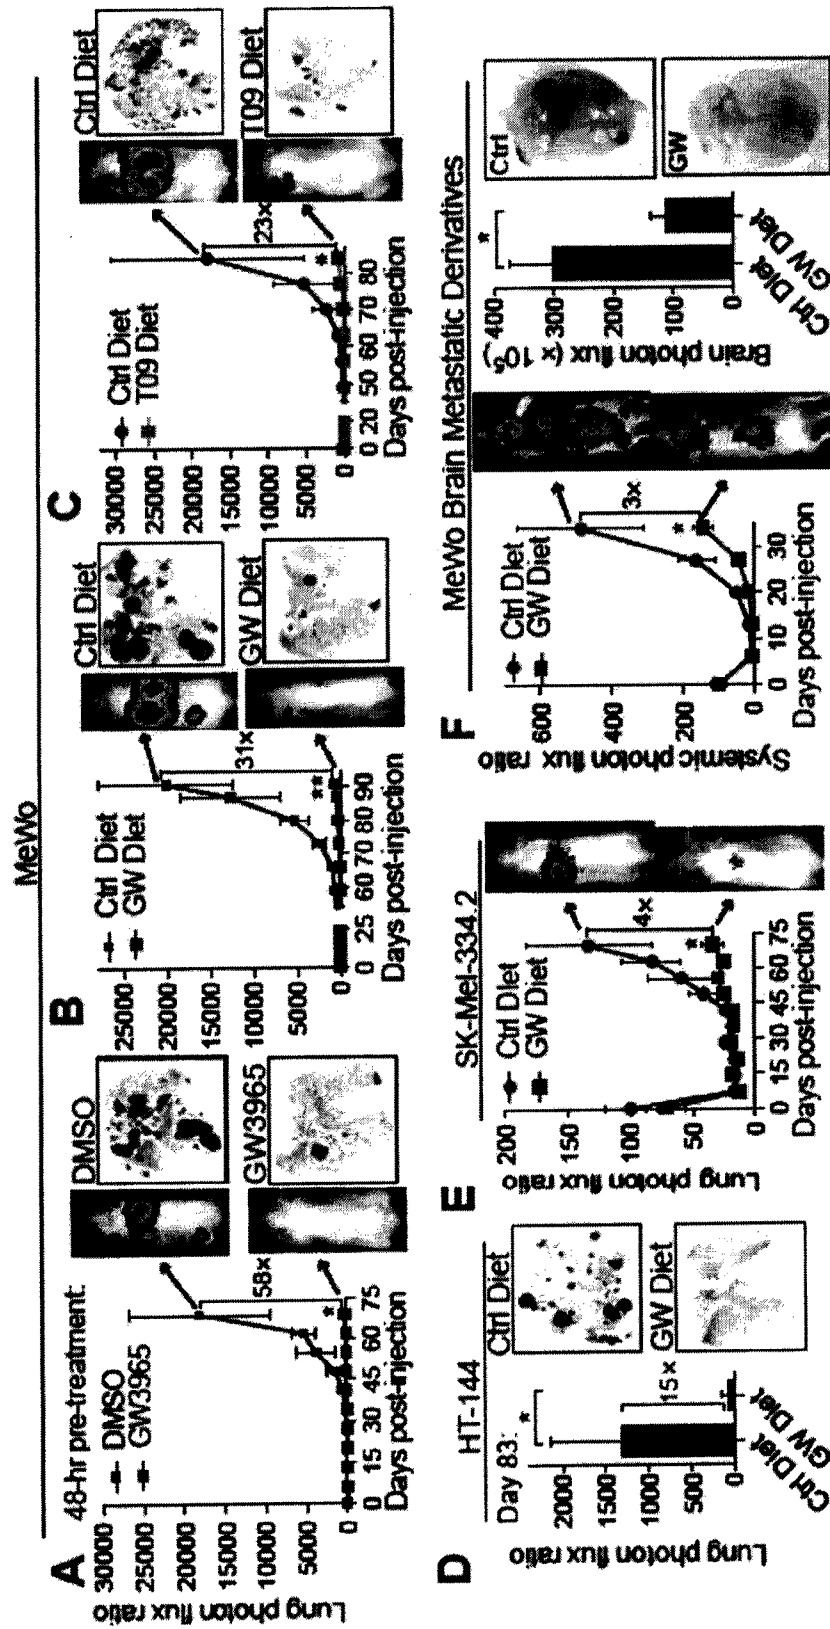 MeWo
A
48-hr pre-treatment:
DMSO
GW3965
Lung photon flux ratio
30000
25000
20000
15000
10000
5000
0
0 15 30 45 60 75
Days post-injection
58×
*
DMSO
GW3965
B
Ctrl Diet
GW Diet
25000
20000
15000
10000
5000
0
0 25 60 70 80 90
Days post-injection
31×
**
Ctrl Diet
GW Diet
C
Ctrl Diet
T09 Diet
30000
25000
20000
15000
10000
5000
0
0 20 50 60 70 80
Days post-injection
23×
*
Ctrl Diet
T09 Diet
D
HT-144
Day 83:
Lung photon flux ratio
2000
1500
1000
500
0
*
15×
Ctrl Diet
GW Diet
Ctrl Diet
GW Diet
E
SK-Mel-334.2
Ctrl Diet
GW Diet
Lung photon flux ratio
200
150
100
50
0
0 15 30 45 60 75
Days post-injection
4×
*
F
MeWo Brain Metastatic Derivatives
Ctrl Diet
GW Diet
Systemic photon flux ratio
600
400
200
0
0 10 20 30
Days post-injection
3×
*
Brain photon flux (× 10⁵)
400
300
200
100
0
*
Ctrl Diet
GW Diet
Ctrl
GW